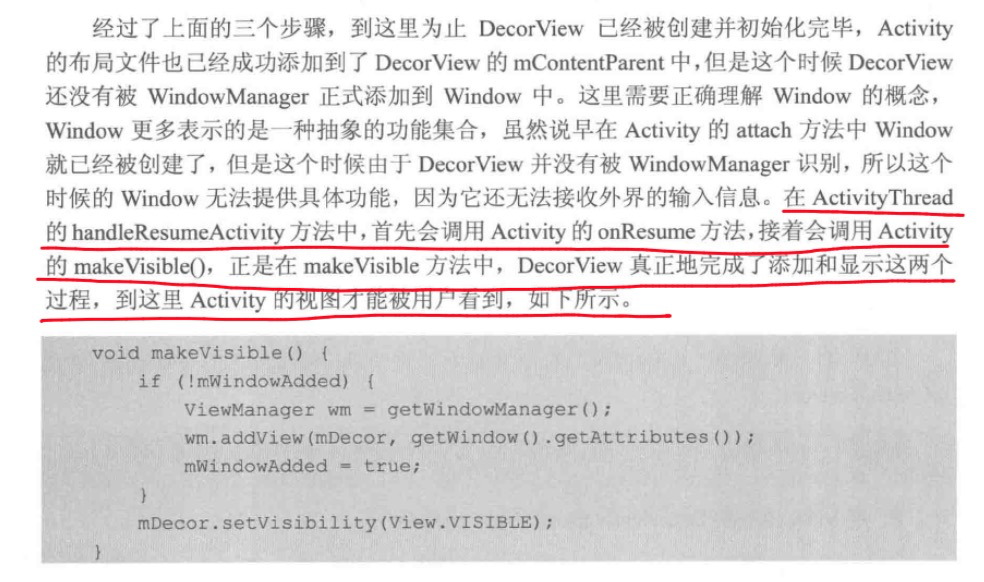 经过了上面的三个步骤，到这里为止 DecorView 已经被创建并初始化完毕，Activity
的布局文件也已经成功添加到了 DecorView 的 mContentParent 中，但是这个时候 DecorView
还没有被 WindowManager 正式添加到 Window 中。这里需要正确理解 Window 的概念，
Window 更多表示的是一种抽象的功能集合，虽然说早在 Activity 的 attach 方法中 Window
就已经被创建了，但是这个时候由于 DecorView 并没有被 WindowManager 识别，所以这个
时候的 Window 无法提供具体功能，因为它还无法接收外界的输入信息。在 ActivityThread
的 handleResumeActivity 方法中，首先会调用 Activity 的 onResume 方法，接着会调用 Activity
的 makeVisible()，正是在 makeVisible 方法中，DecorView 真正地完成了添加和显示这两个
过程，到这里 Activity 的视图才能被用户看到，如下所示。
void makeVisible() {
if (!mWindowAdded) {
ViewManager wm = getWindowManager();
wm.addView(mDecor, getWindow().getAttributes());
mWindowAdded = true;
}
mDecor.setVisibility(View.VISIBLE);
}